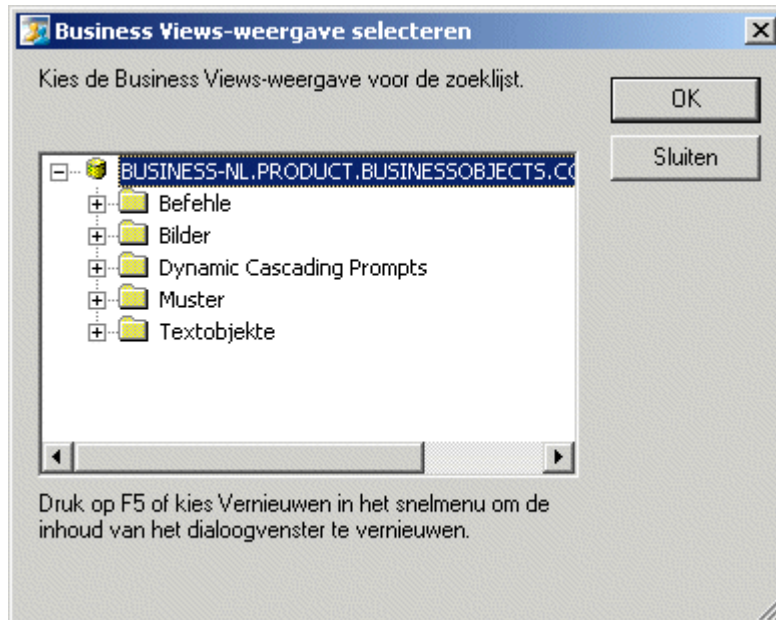 Business Views-weergave selecteren
Kies de Business Views-weergave voor de zoeklijst.
OK
Sluiten
BUSINESS-NL.PRODUCT.BUSINESSOBJECTS.CO
Befehle
Bilder
Dynamic Cascading Prompts
Muster
Textobjekte
Druk op F5 of kies Vernieuwen in het snelmenu om de
inhoud van het dialoogvenster te vernieuwen.